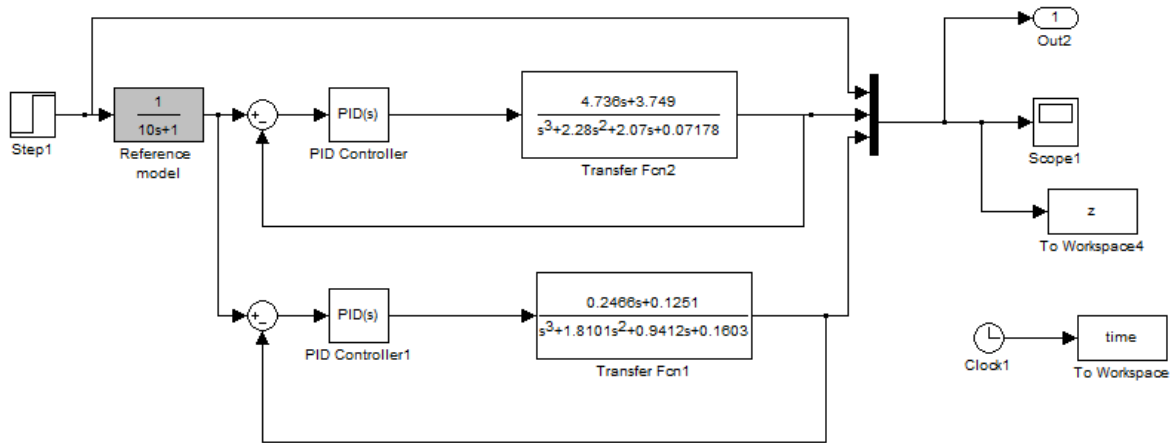 1
Out2
Step1
1
10s+1
Reference
model
+
−
PID(s)
PID Controller
4.736s+3.749
s³+2.28s²+2.07s+0.07178
Transfer Fcn2
Scope1
z
To Workspace4
+
−
PID(s)
PID Controller1
0.2466s+0.1251
s³+1.8101s²+0.9412s+0.1603
Transfer Fcn1
Clock1
time
To Workspace